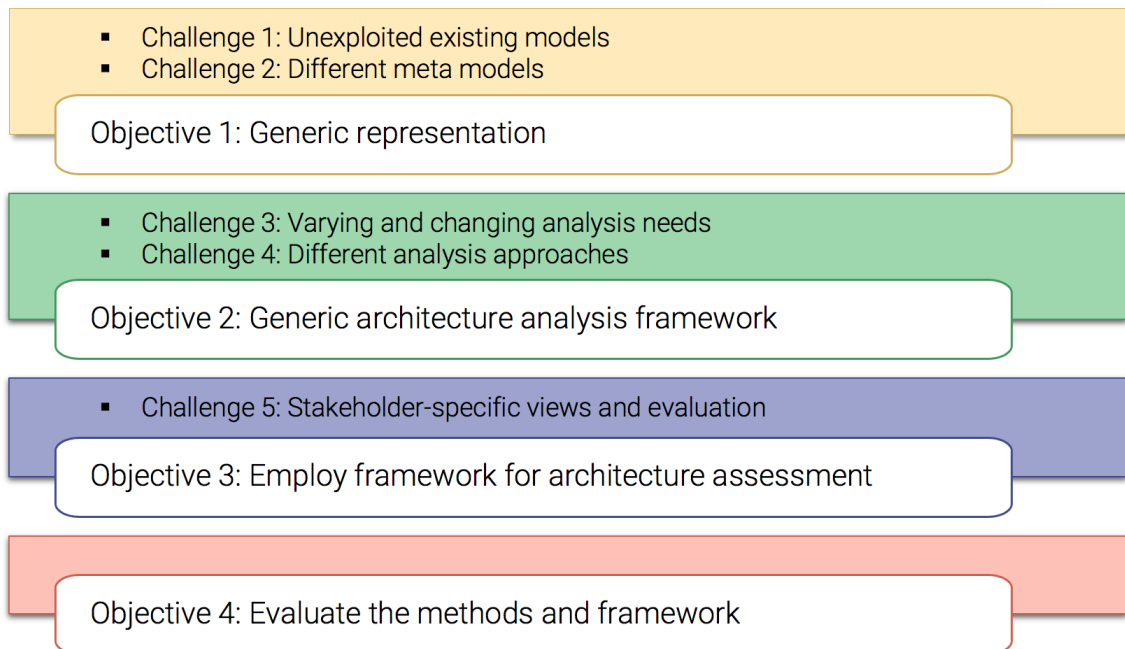 ▪ Challenge 1: Unexploited existing models
▪ Challenge 2: Different meta models
Objective 1: Generic representation
▪ Challenge 3: Varying and changing analysis needs
▪ Challenge 4: Different analysis approaches
Objective 2: Generic architecture analysis framework
▪ Challenge 5: Stakeholder-specific views and evaluation
Objective 3: Employ framework for architecture assessment
Objective 4: Evaluate the methods and framework